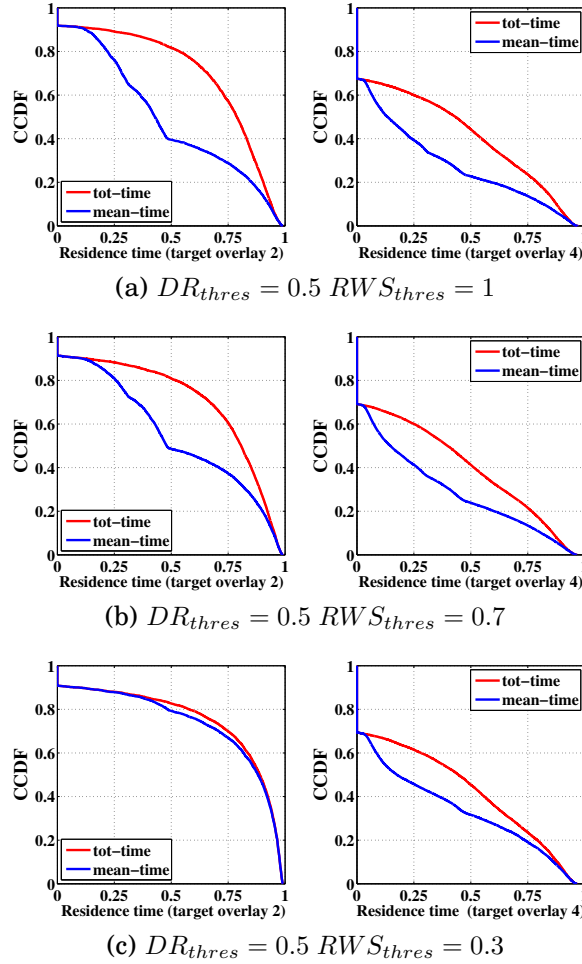 1
0.8
0.6
0.4
0.2
0
CCDF
tot-time
mean-time
0 0.25 0.5 0.75 1
Residence time (target overlay 2)
1
0.8
0.6
0.4
0.2
0
CCDF
tot-time
mean-time
0 0.25 0.5 0.75 1
Residence time (target overlay 4)
(a) DR_thres = 0.5 RWS_thres = 1
1
0.8
0.6
0.4
0.2
0
CCDF
tot-time
mean-time
0 0.25 0.5 0.75 1
Residence time (target overlay 2)
1
0.8
0.6
0.4
0.2
0
CCDF
tot-time
mean-time
0 0.25 0.5 0.75 1
Residence time (target overlay 4)
(b) DR_thres = 0.5 RWS_thres = 0.7
1
0.8
0.6
0.4
0.2
0
CCDF
tot-time
mean-time
0 0.25 0.5 0.75 1
Residence time (target overlay 2)
1
0.8
0.6
0.4
0.2
0
CCDF
tot-time
mean-time
0 0.25 0.5 0.75 1
Residence time (target overlay 4)
(c) DR_thres = 0.5 RWS_thres = 0.3